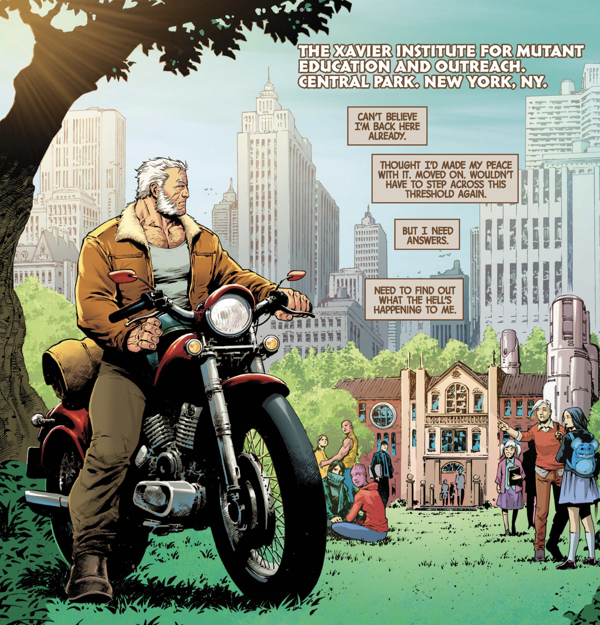 THE XAVIER INSTITUTE FOR MUTANT
EDUCATION AND OUTREACH.
CENTRAL PARK. NEW YORK, NY.
CAN'T BELIEVE
I'M BACK HERE
ALREADY.
THOUGHT I'D MADE MY PEACE
WITH IT. MOVED ON. WOULDN'T
HAVE TO STEP ACROSS THIS
THRESHOLD AGAIN.
BUT I NEED
ANSWERS.
NEED TO FIND OUT
WHAT THE HELL'S
HAPPENING TO ME.